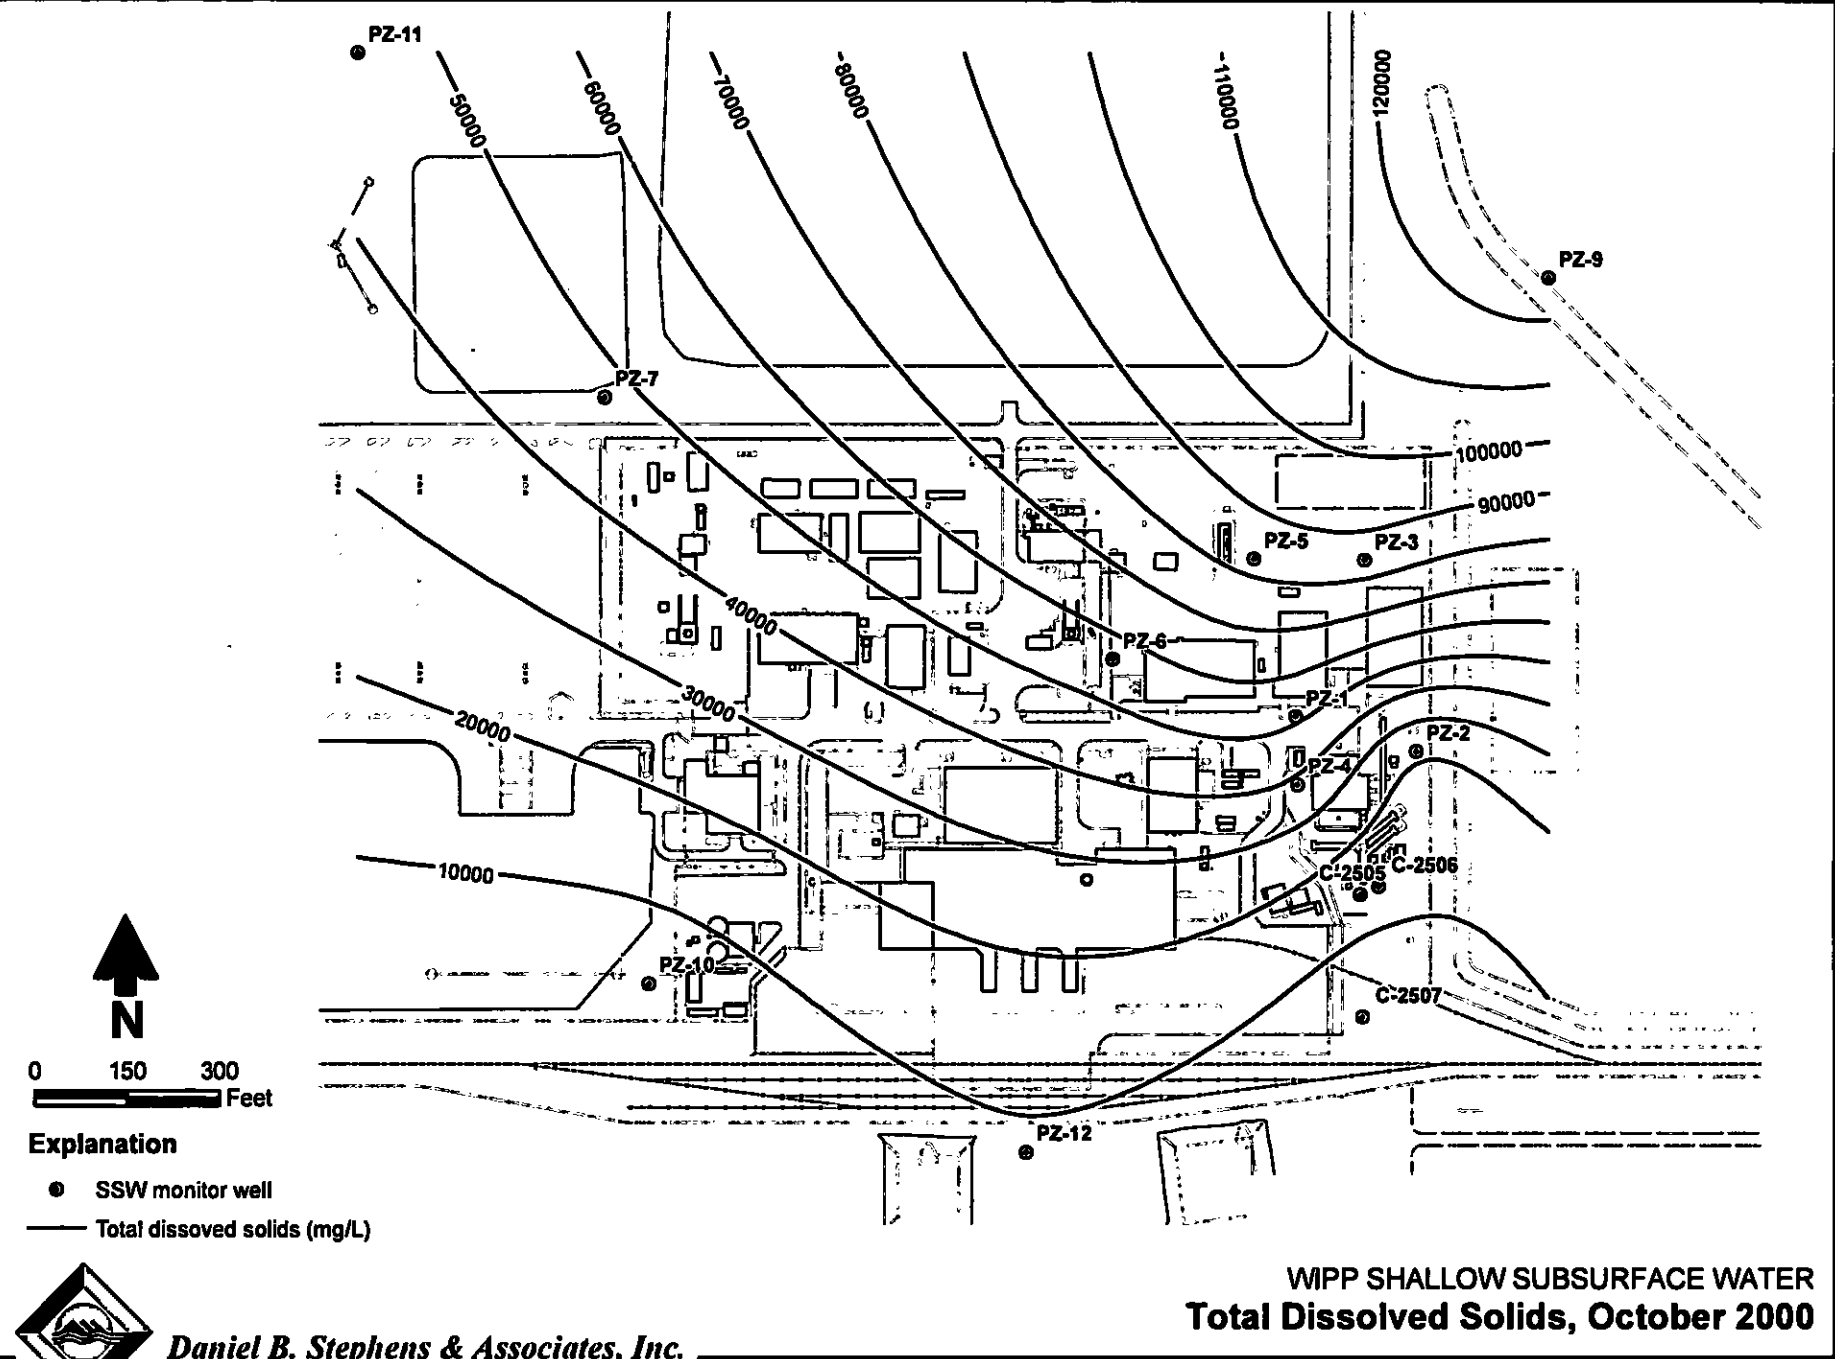 PZ-11
50000
60000
70000
80000
110000
120000
PZ-9
PZ-7
100000
90000
PZ-5
PZ-3
40000
PZ-6
30000
PZ-1
20000
PZ-2
PZ-4
10000
C-2505
C-2506
PZ-10
C-2507
N
0 150 300
Feet
PZ-12
Explanation
SSW monitor well
Total dissoved solids (mg/L)
WIPP SHALLOW SUBSURFACE WATER
Total Dissolved Solids, October 2000
Daniel B. Stephens & Associates, Inc.